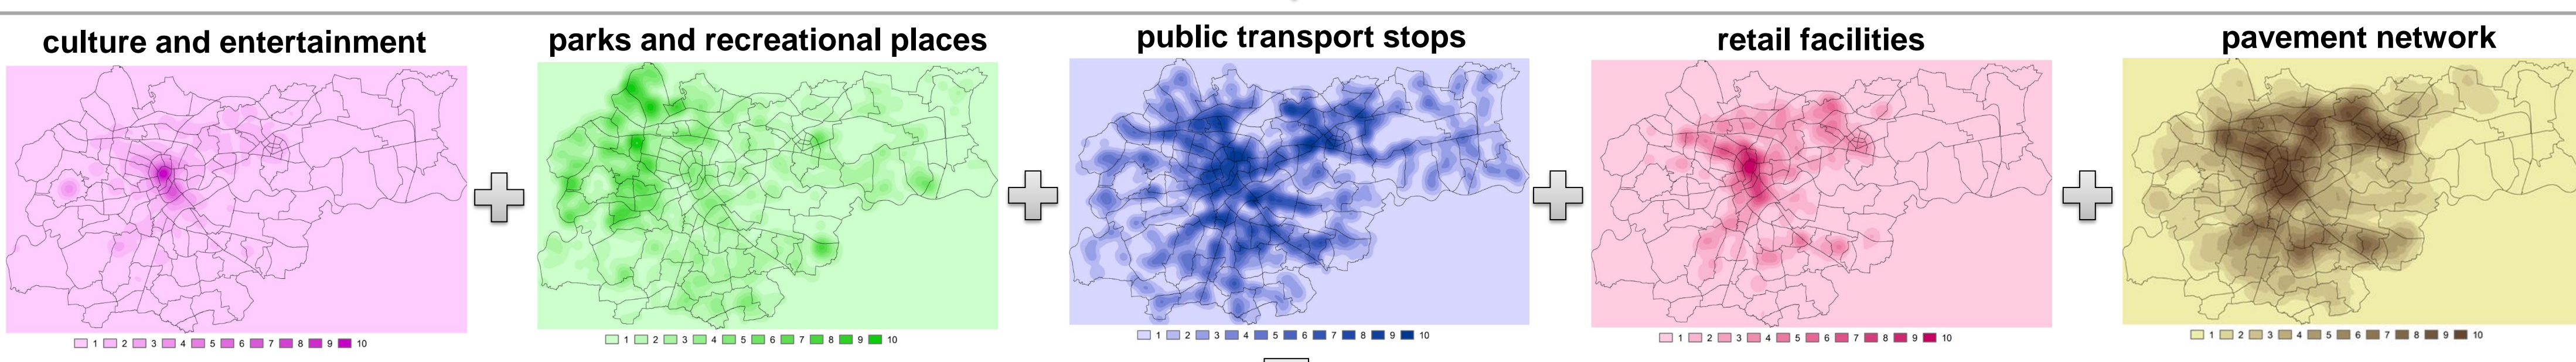 culture and entertainment
parks and recreational places
public transport stops
retail facilities
pavement network
1 2 3 4 5 6 7 8 9 10
1 2 3 4 5 6 7 8 9 10
1 2 3 4 5 6 7 8 9 10
1 2 3 4 5 6 7 8 9 10
1 2 3 4 5 6 7 8 9 10